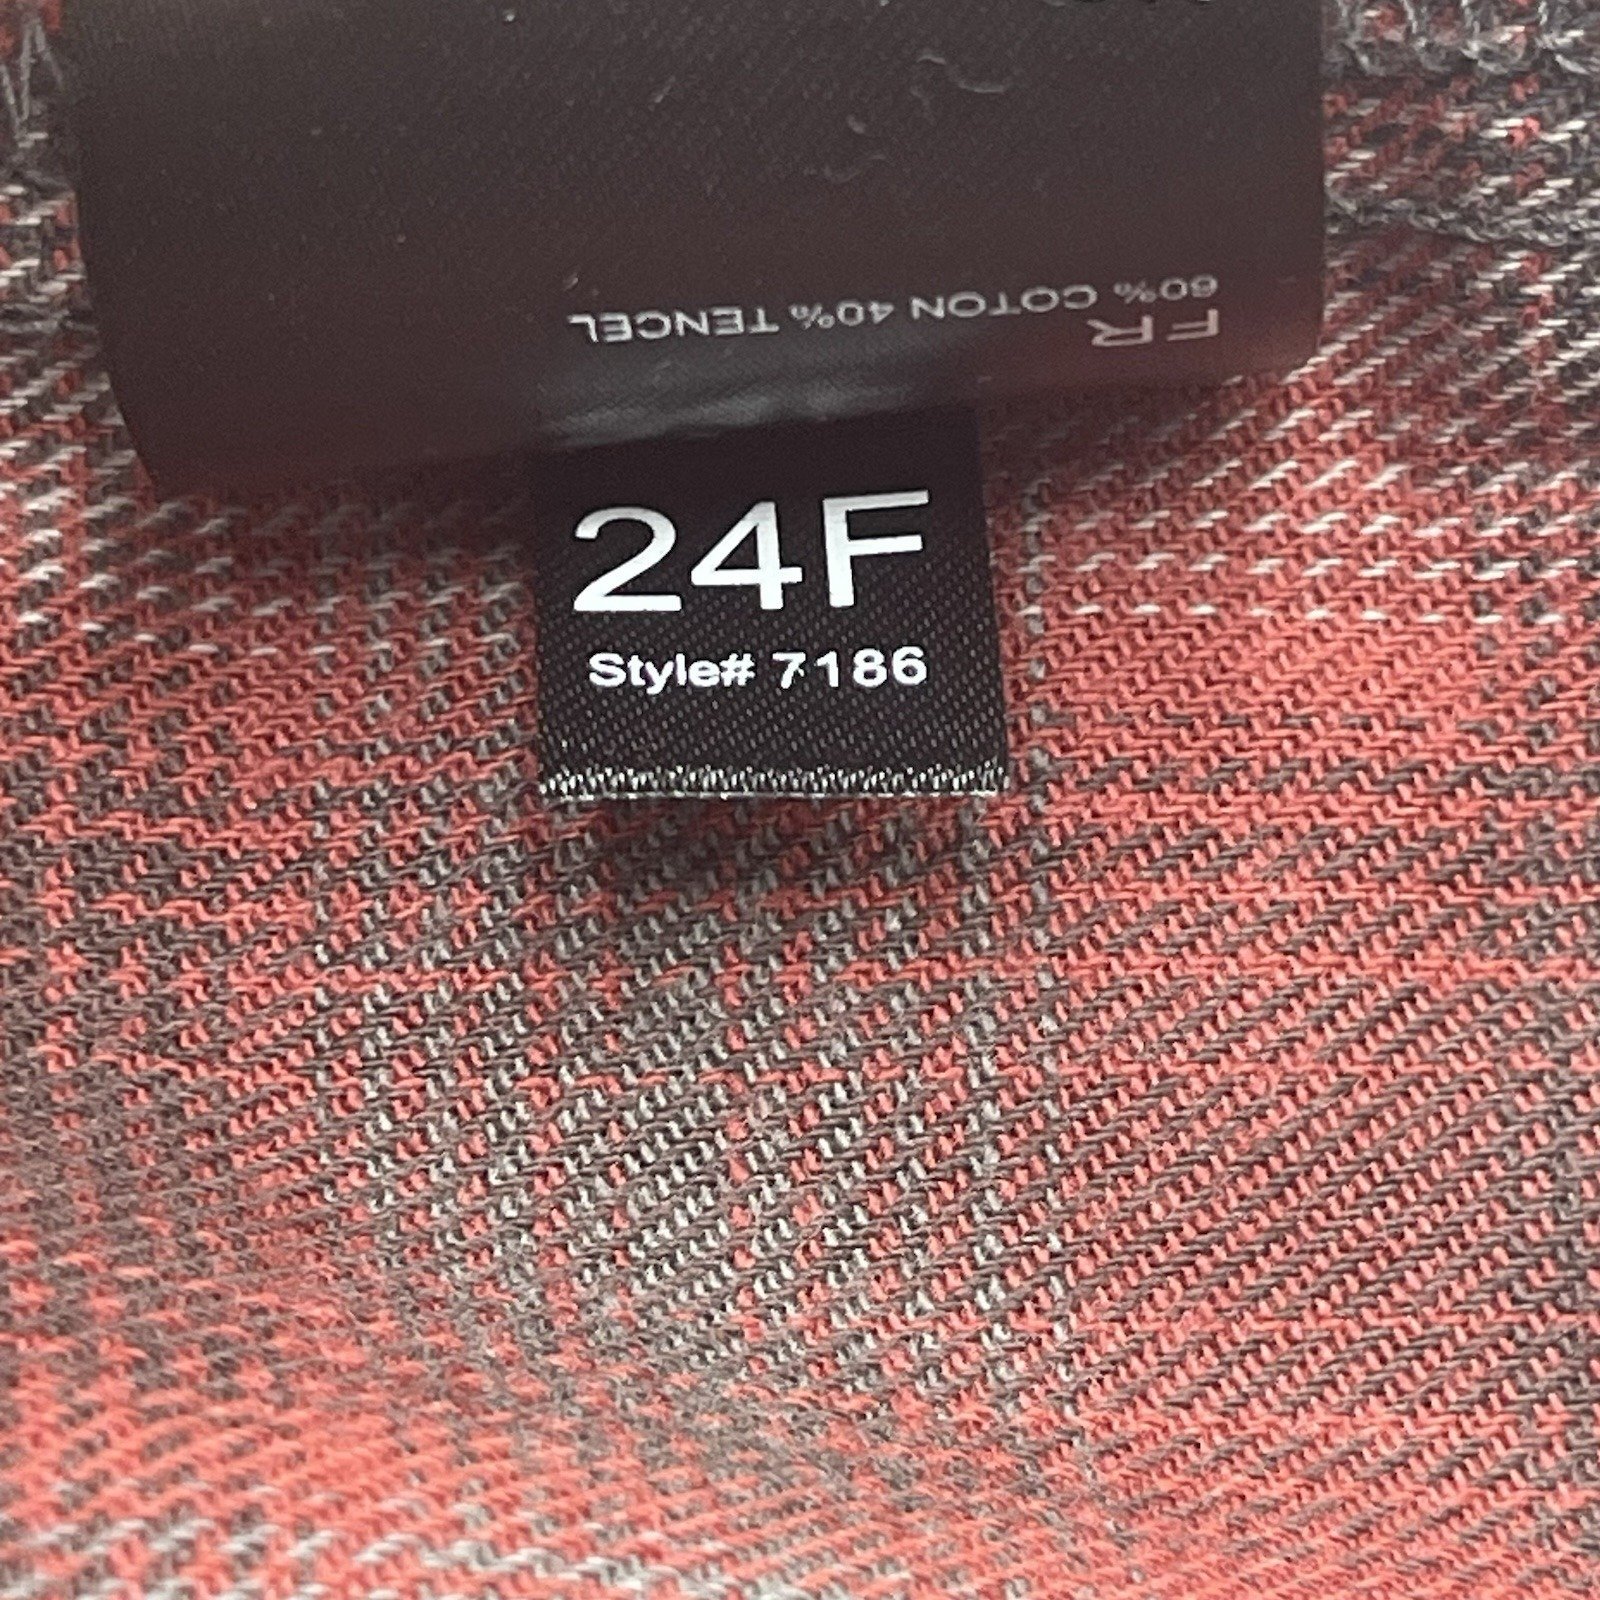 FR
60% COTON 40% TENCEL
24F
Style# 7186